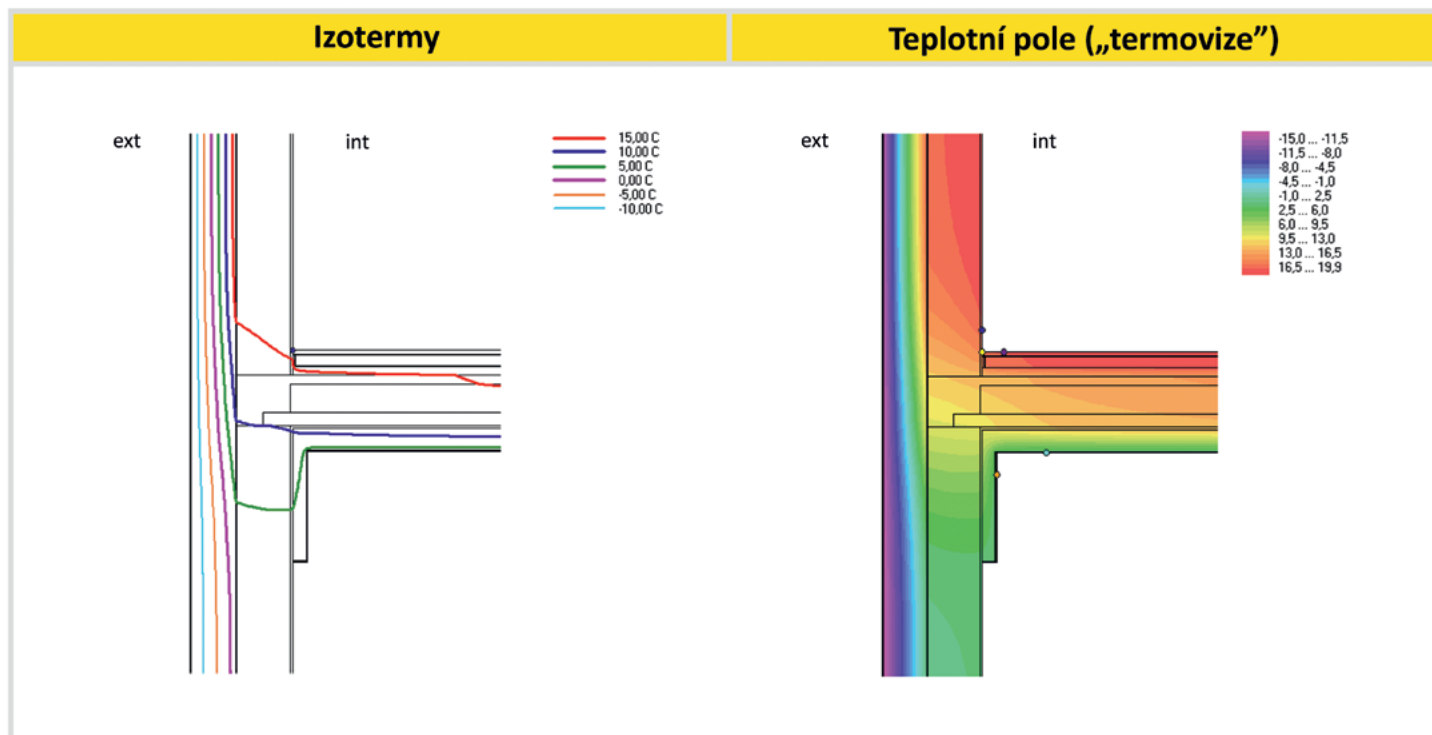 Izotermy
Teplotní pole („termovize”)
ext
int
15,00 C
10,00 C
5,00 C
0,00 C
-5,00 C
-10,00 C
ext
int
-15,0 ... -11,5
-11,5 ... -8,0
-8,0 ... -4,5
-4,5 ... -1,0
-1,0 ... 2,5
2,5 ... 6,0
6,0 ... 9,5
9,5 ... 13,0
13,0 ... 16,5
16,5 ... 19,9